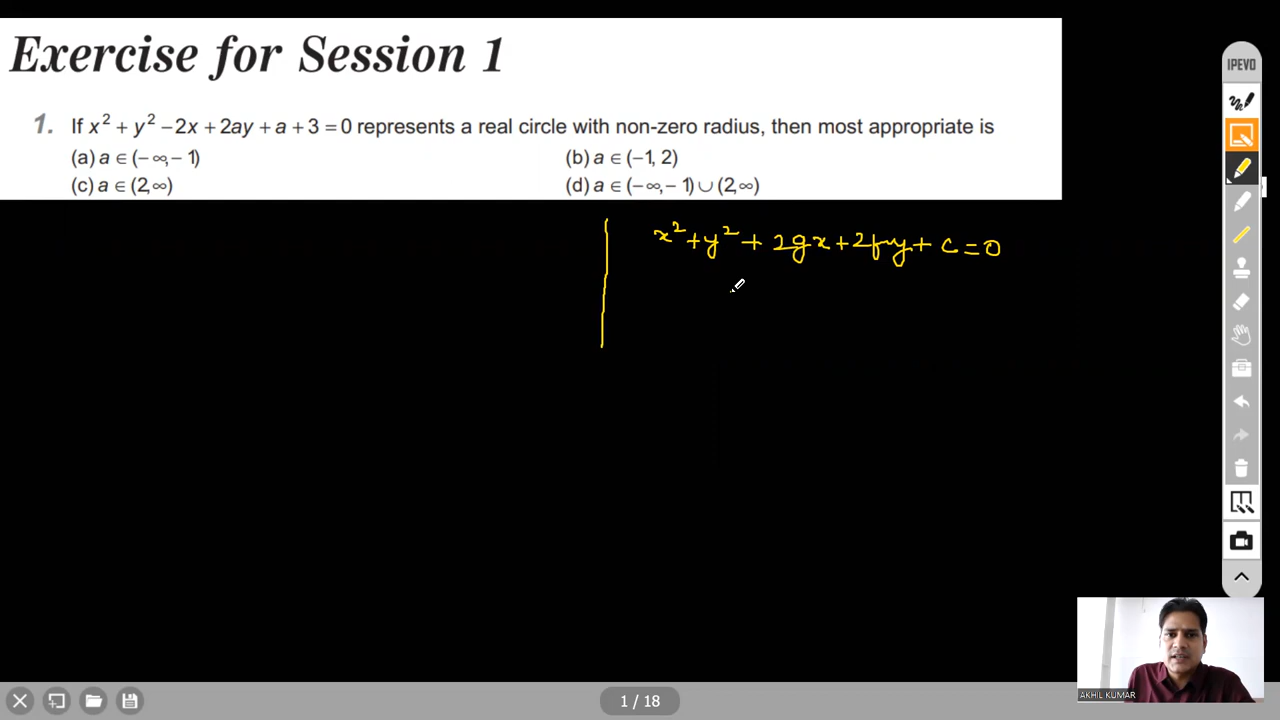 Exercise for Session 1
1. If x² + y² − 2x + 2ay + a + 3 = 0 represents a real circle with non-zero radius, then most appropriate is
(a) a ∈ (−∞, −1)
(b) a ∈ (−1, 2)
(c) a ∈ (2, ∞)
(d) a ∈ (−∞, −1) ∪ (2, ∞)
x² + y² + 2gx + 2fy + c = 0
IPEVO
AKHIL KUMAR
1 / 18